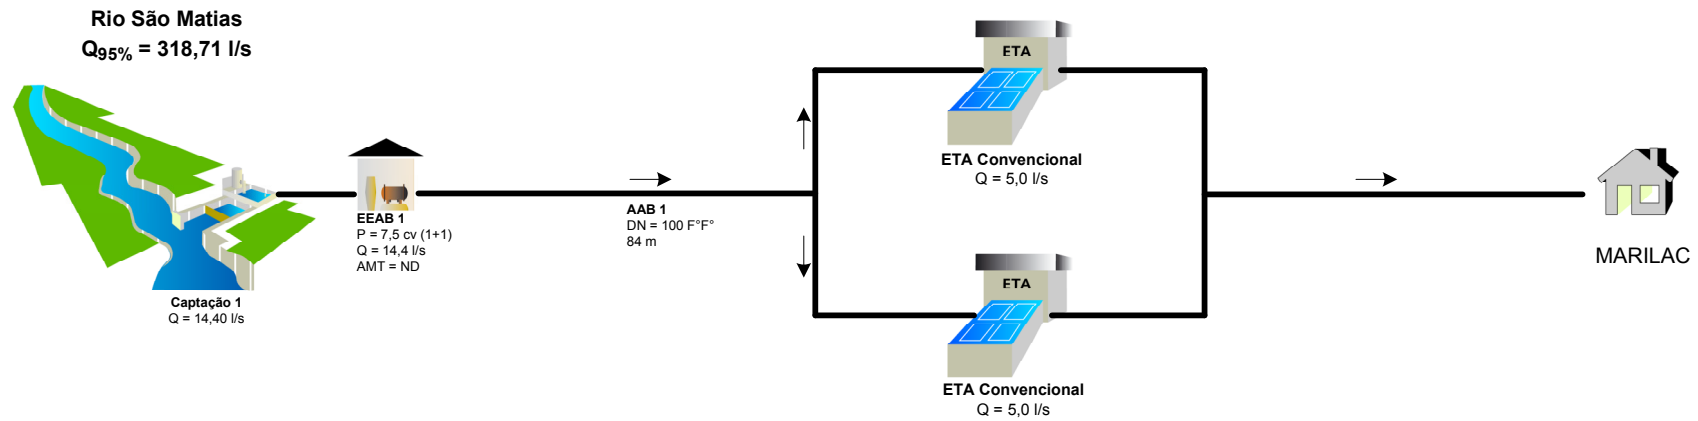 Rio São Matias
Q95% = 318,71 l/s
Captação 1
Q = 14,40 l/s
EEAB 1
P = 7,5 cv (1+1)
Q = 14,4 l/s
AMT = ND
AAB 1
DN = 100 F°F°
84 m
ETA
ETA Convencional
Q = 5,0 l/s
ETA
ETA Convencional
Q = 5,0 l/s
MARILAC